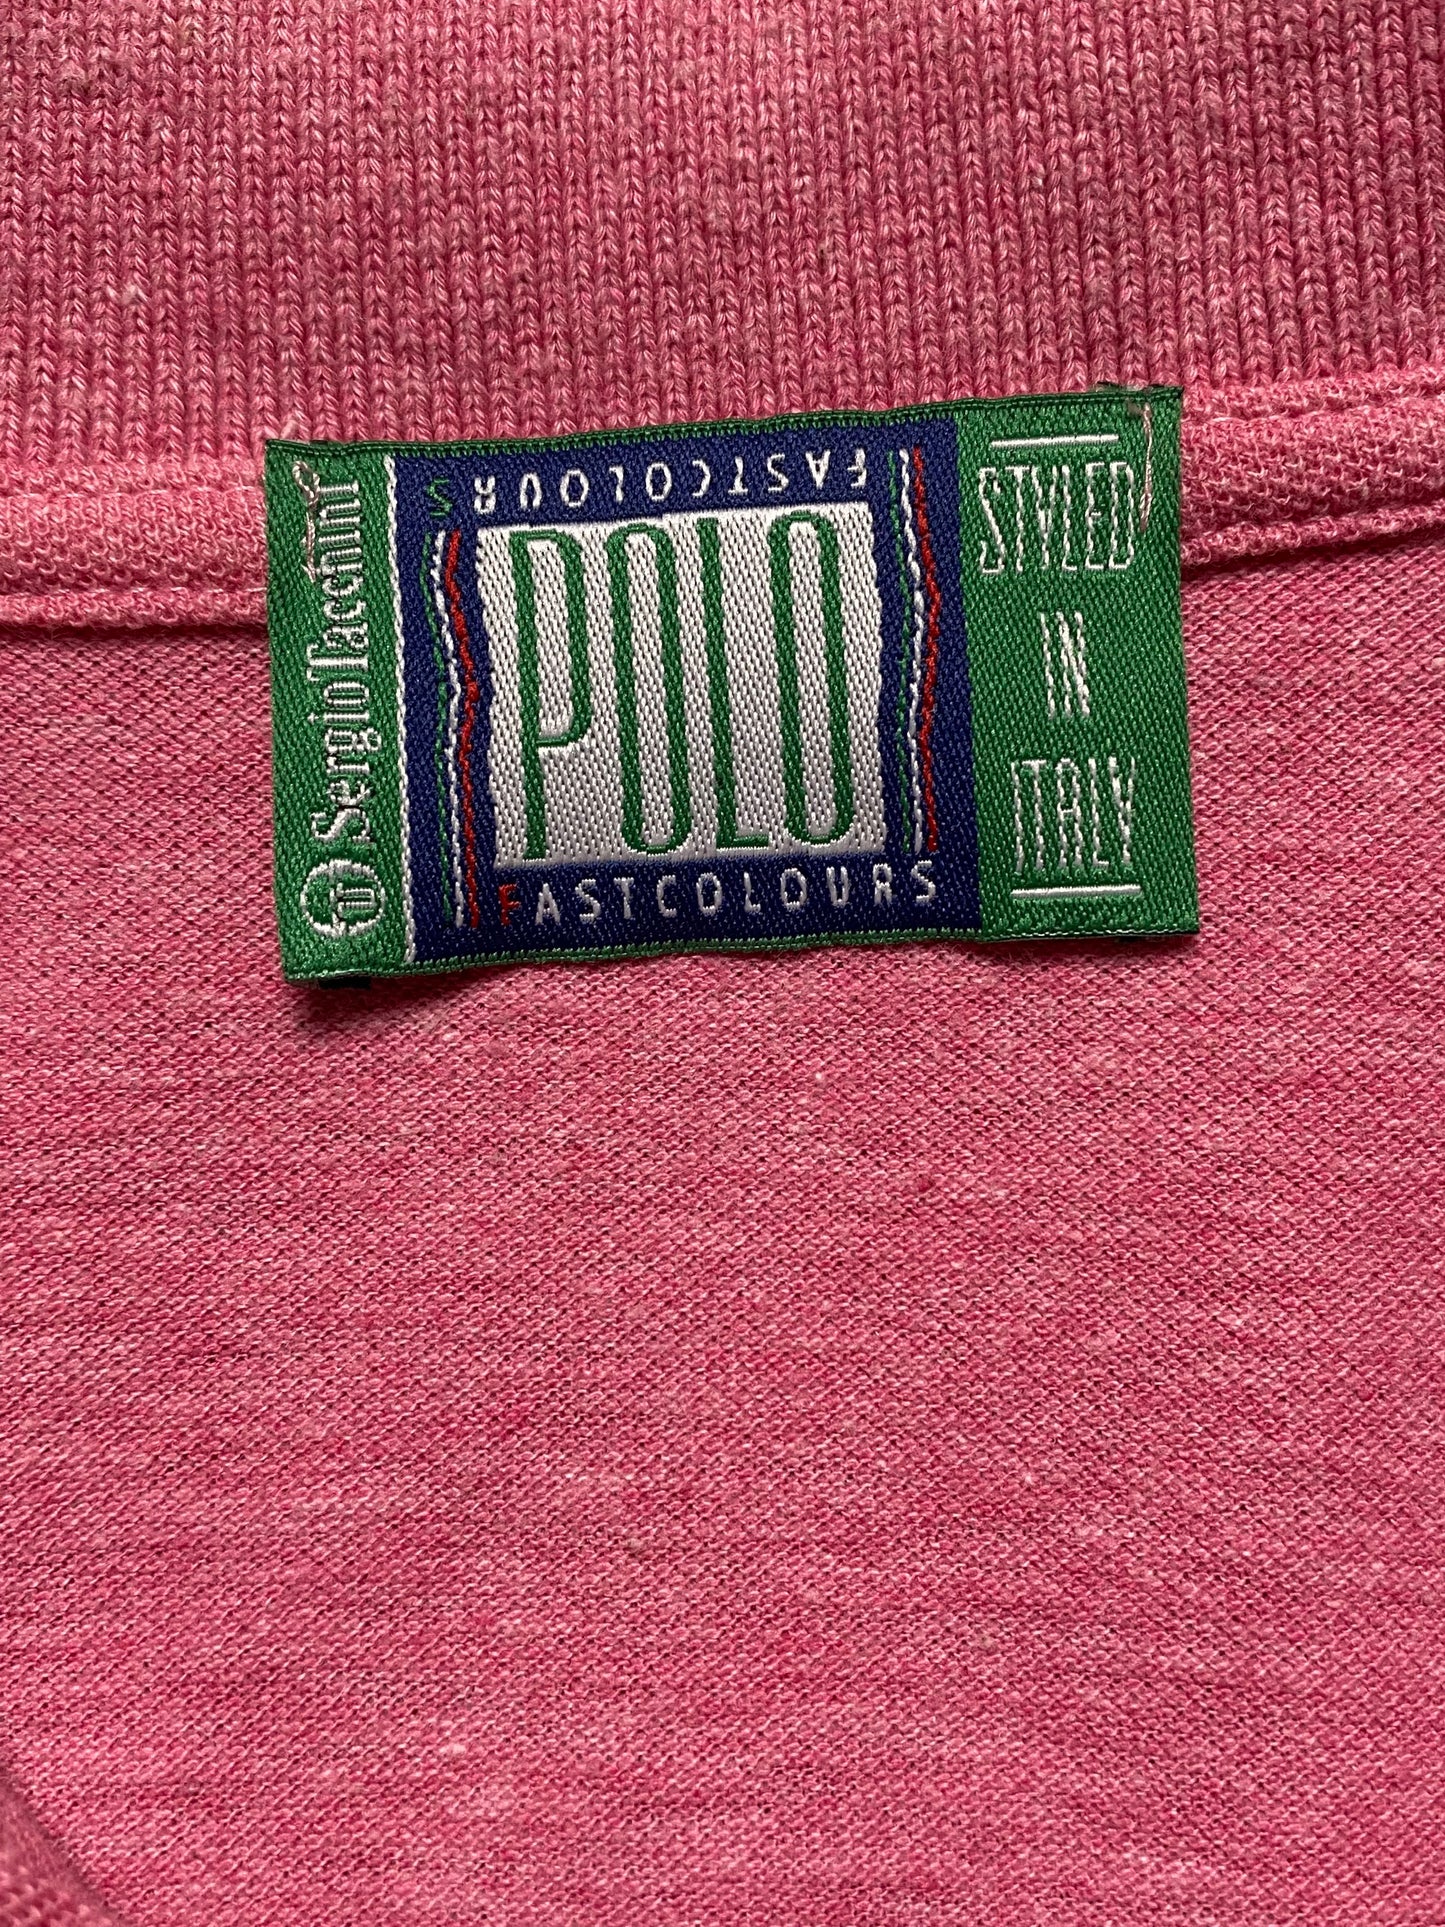 Sergio Tacchini
FASTCOLOURS
POLO
FASTCOLOURS
STYLED
IN
ITALY